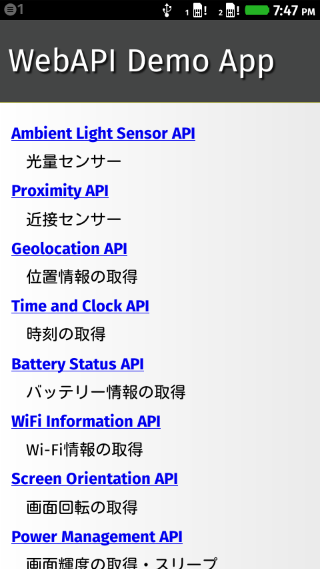 1 1 ! 2 ! 7:47 PM
WebAPI Demo App
Ambient Light Sensor API
光量センサー
Proximity API
近接センサー
Geolocation API
位置情報の取得
Time and Clock API
時刻の取得
Battery Status API
バッテリー情報の取得
WiFi Information API
Wi-Fi情報の取得
Screen Orientation API
画面回転の取得
Power Management API
画面輝度の取得・スリープ